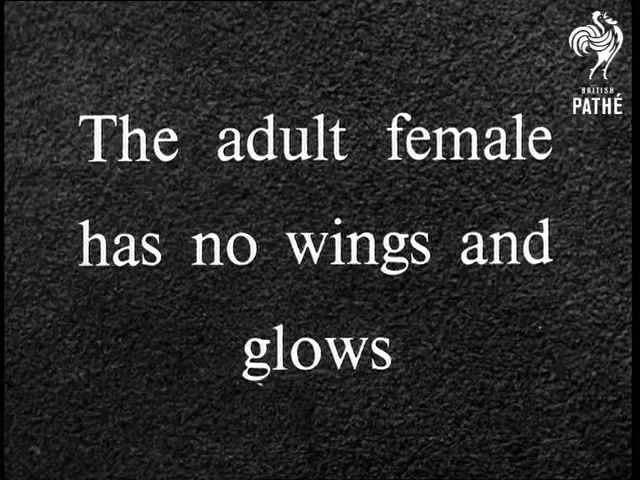 BRITISH
PATHÉ
The adult female
has no wings and
glows